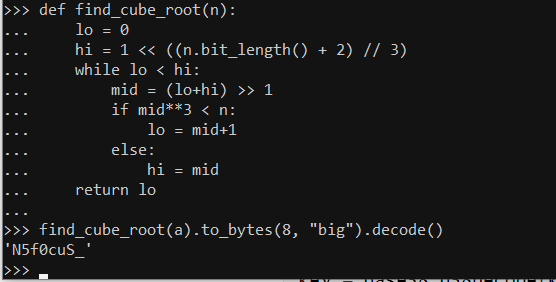 >>> def find_cube_root(n):
...     lo = 0
...     hi = 1 << ((n.bit_length() + 2) // 3)
...     while lo < hi:
...         mid = (lo+hi) >> 1
...         if mid**3 < n:
...             lo = mid+1
...         else:
...             hi = mid
...     return lo
...
>>> find_cube_root(a).to_bytes(8, "big").decode()
'N5f0cuS_'
>>>